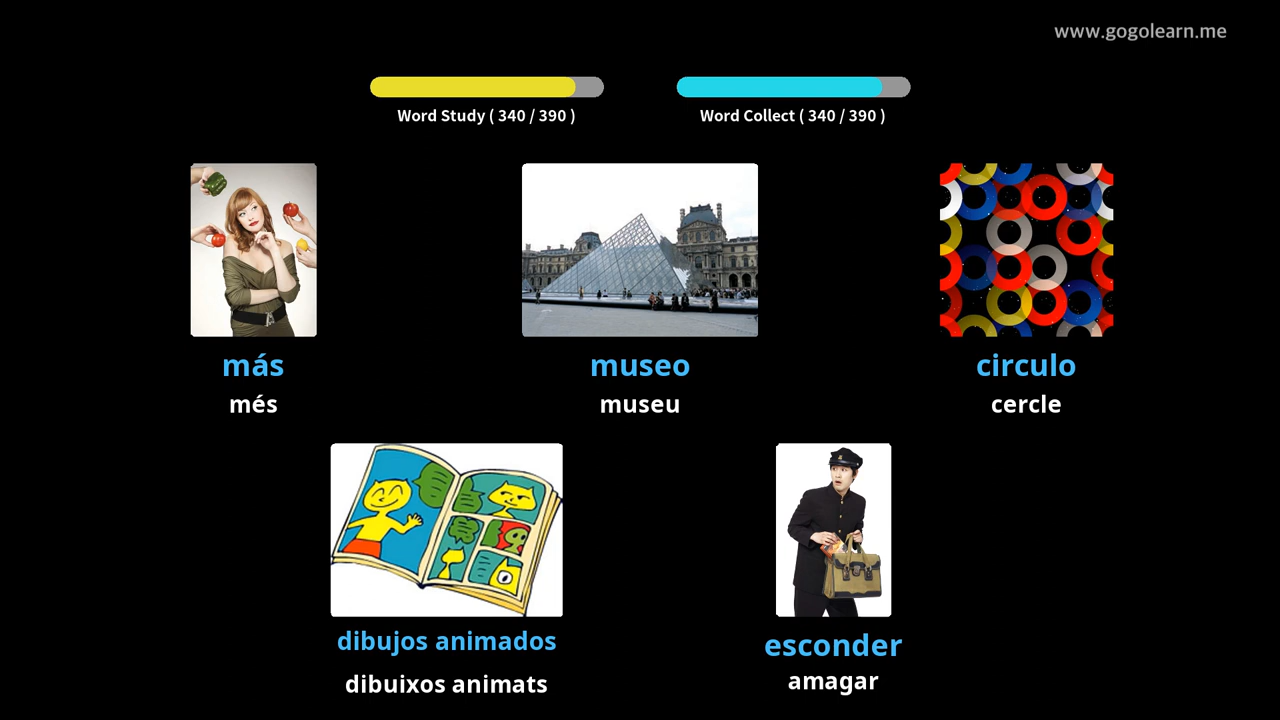 www.gogolearn.me
Word Study ( 340 / 390 )
Word Collect ( 340 / 390 )
más
museo
circulo
més
museu
cercle
dibujos animados
esconder
dibuixos animats
amagar